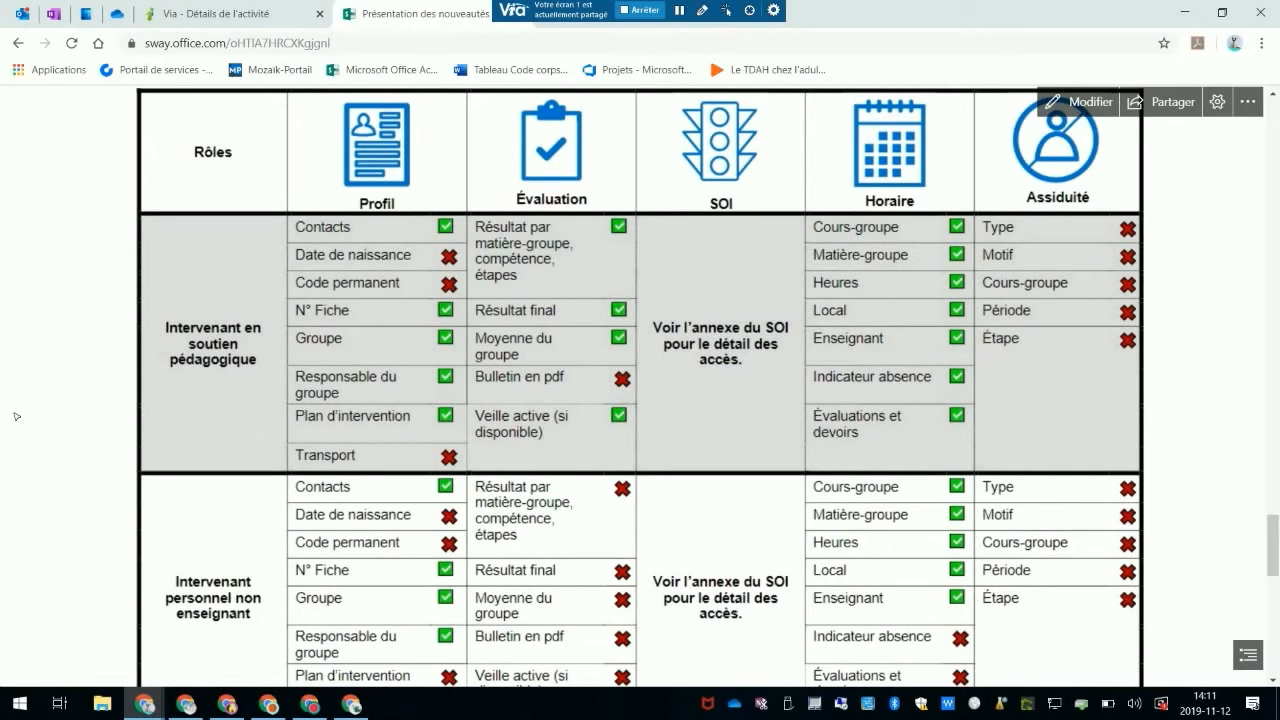 Via - Détails de l'activité
Présentation des nouveautés
Via
Votre écran 1 est
actuellement partagé
Arrêter
sway.office.com/oHTlA7HRCXKgjgnl
Applications
Portail de services -...
Mozaik-Portail
Microsoft Office Ac...
Tableau Code corps...
Projets - Microsoft...
Le TDAH chez l'adul...
Modifier
Partager
Rôles
Profil
Évaluation
SOI
Horaire
Assiduité
Intervenant en
soutien
pédagogique
Contacts
Date de naissance
Code permanent
N° Fiche
Groupe
Responsable du
groupe
Plan d'intervention
Transport
Résultat par
matière-groupe,
compétence,
étapes
Résultat final
Moyenne du
groupe
Bulletin en pdf
Veille active (si
disponible)
Voir l'annexe du SOI
pour le détail des
accès.
Cours-groupe
Matière-groupe
Heures
Local
Enseignant
Indicateur absence
Évaluations et
devoirs
Type
Motif
Cours-groupe
Période
Étape
Intervenant
personnel non
enseignant
Contacts
Date de naissance
Code permanent
N° Fiche
Groupe
Responsable du
groupe
Plan d'intervention
Résultat par
matière-groupe,
compétence,
étapes
Résultat final
Moyenne du
groupe
Bulletin en pdf
Veille active (si
Voir l'annexe du SOI
pour le détail des
accès.
Cours-groupe
Matière-groupe
Heures
Local
Enseignant
Indicateur absence
Évaluations et
Type
Motif
Cours-groupe
Période
Étape
14:11
2019-11-12